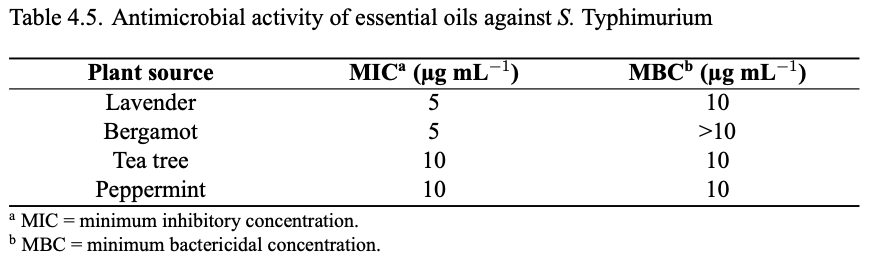 Table 4.5. Antimicrobial activity of essential oils against S. Typhimurium
Plant source MICᵃ (µg mL⁻¹) MBCᵇ (µg mL⁻¹)
Lavender 5 10
Bergamot 5 >10
Tea tree 10 10
Peppermint 10 10
ᵃ MIC = minimum inhibitory concentration.
ᵇ MBC = minimum bactericidal concentration.